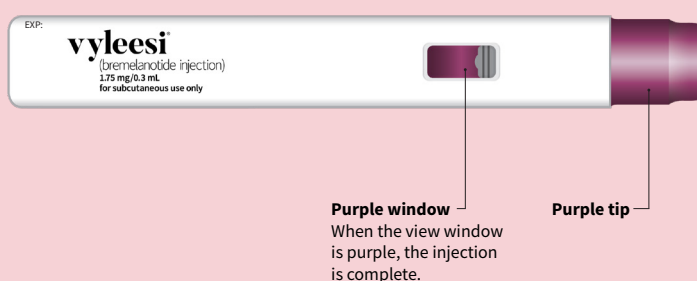 EXP:
vyleesi®
(bremelanotide injection)
1.75 mg/0.3 mL
for subcutaneous use only
Purple window
When the view window
is purple, the injection
is complete.
Purple tip